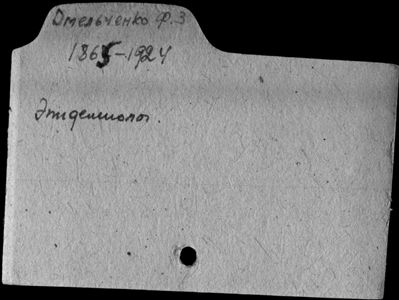 Омельченко Ф. З
1865-1924
Эпидемиолог.